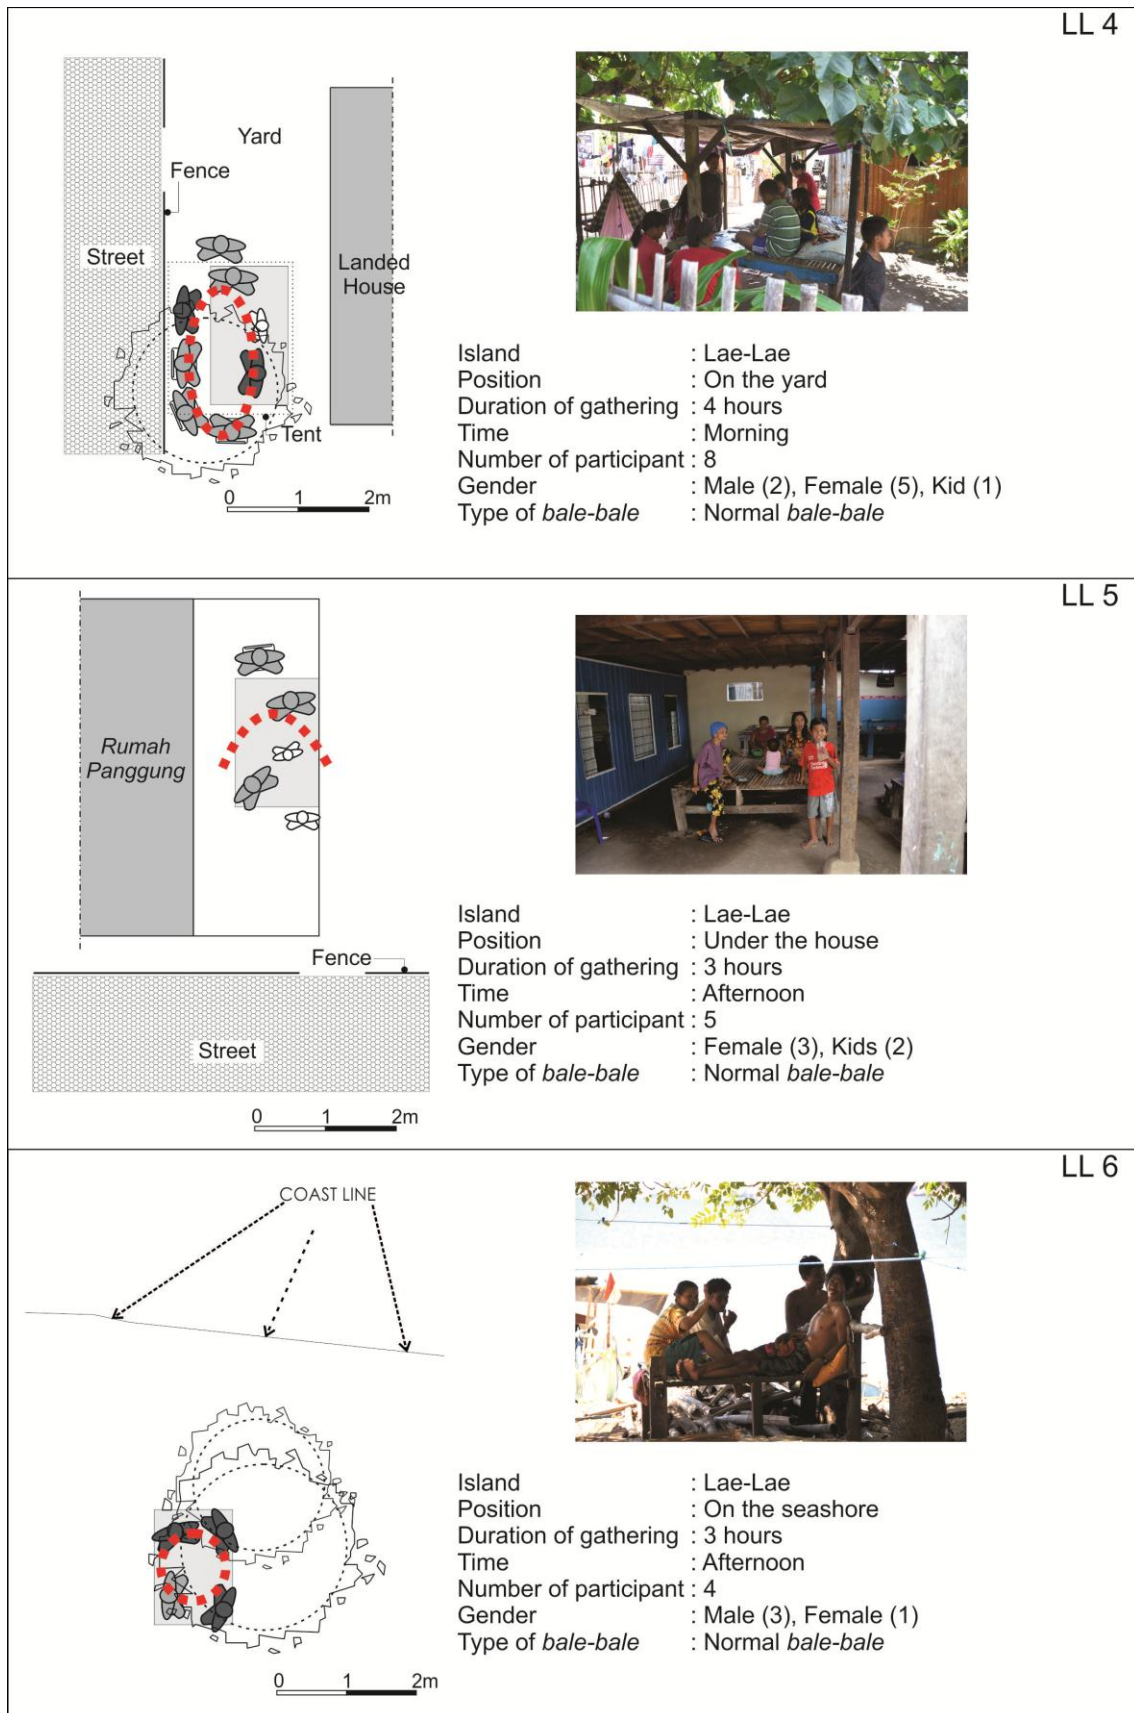 LL 4
Yard
Fence
Street
Landed
House
Tent
0 1 2m
Island : Lae-Lae
Position : On the yard
Duration of gathering : 4 hours
Time : Morning
Number of participant : 8
Gender : Male (2), Female (5), Kid (1)
Type of bale-bale : Normal bale-bale
LL 5
Rumah
Panggung
Fence
Street
0 1 2m
Island : Lae-Lae
Position : Under the house
Duration of gathering : 3 hours
Time : Afternoon
Number of participant : 5
Gender : Female (3), Kids (2)
Type of bale-bale : Normal bale-bale
LL 6
COAST LINE
0 1 2m
Island : Lae-Lae
Position : On the seashore
Duration of gathering : 3 hours
Time : Afternoon
Number of participant : 4
Gender : Male (3), Female (1)
Type of bale-bale : Normal bale-bale